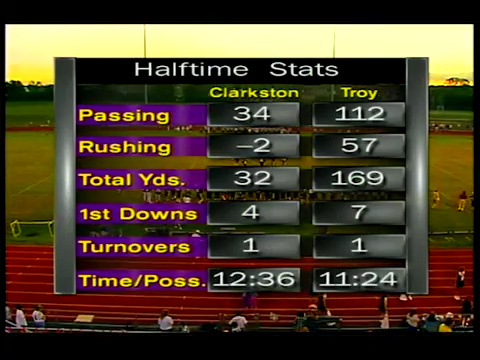 Halftime Stats
Clarkston Troy
Passing 34 112
Rushing -2 57
Total Yds. 32 169
1st Downs 4 7
Turnovers 1 1
Time/Poss. 12:36 11:24